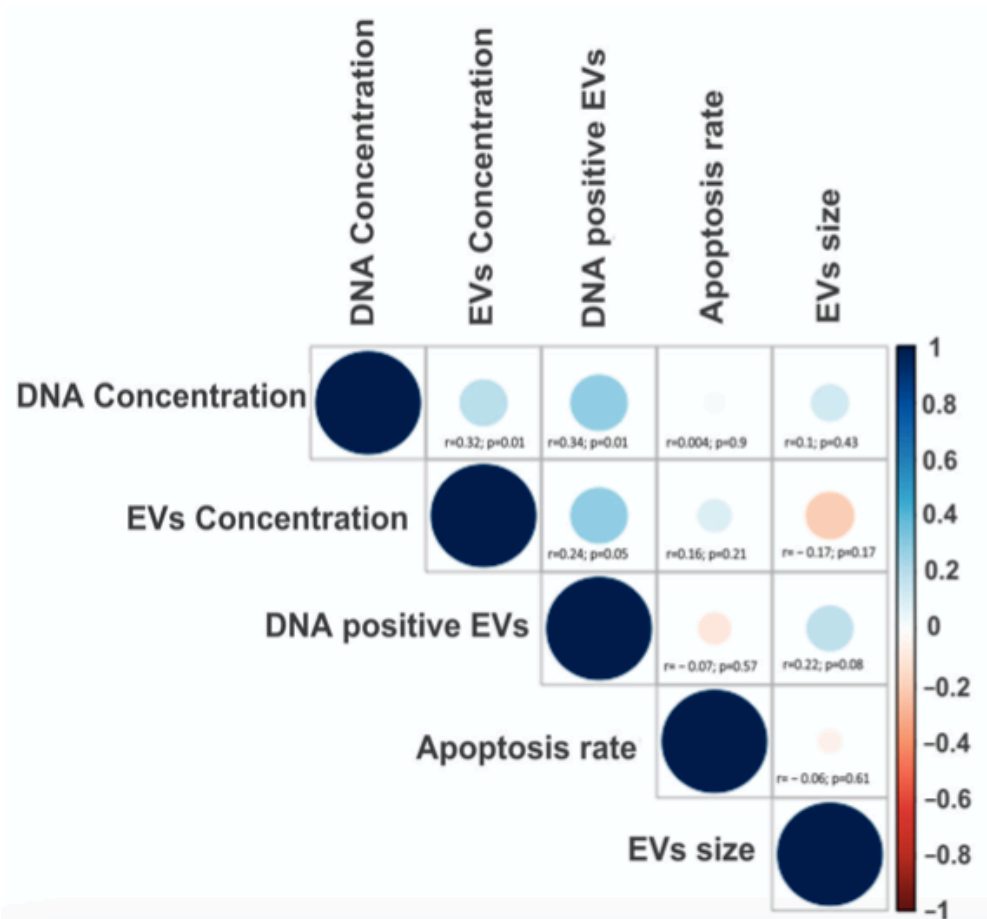 DNA Concentration
EVs Concentration
DNA positive EVs
Apoptosis rate
EVs size
DNA Concentration
r=0.32; p=0.01
r=0.34; p=0.01
r=0.004; p=0.9
r=0.1; p=0.43
EVs Concentration
r=0.24; p=0.05
r=0.16; p=0.21
r= − 0.17; p=0.17
DNA positive EVs
r= − 0.07; p=0.57
r=0.22; p=0.08
Apoptosis rate
r= − 0.06; p=0.61
EVs size
1
0.8
0.6
0.4
0.2
0
−0.2
−0.4
−0.6
−0.8
−1